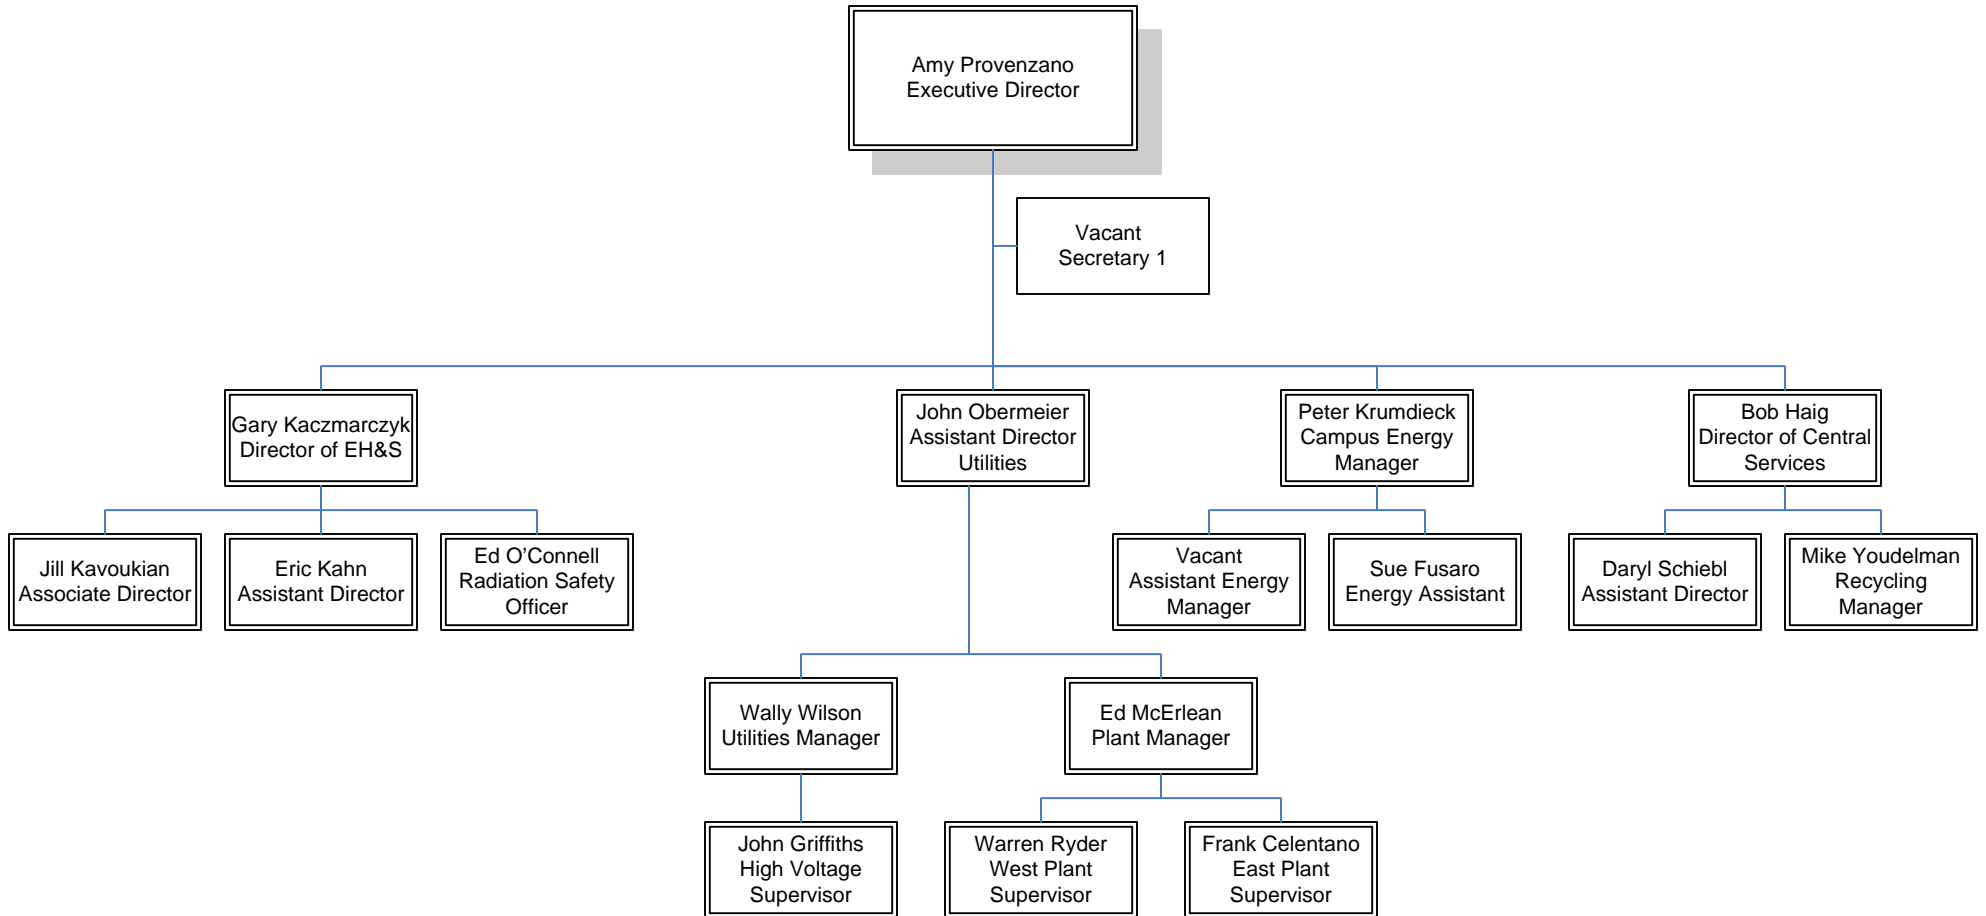 Amy Provenzano
Executive Director
Vacant
Secretary 1
Gary Kaczmarczyk
Director of EH&S
John Obermeier
Assistant Director
Utilities
Peter Krumdieck
Campus Energy
Manager
Bob Haig
Director of Central
Services
Jill Kavoukian
Associate Director
Eric Kahn
Assistant Director
Ed O’Connell
Radiation Safety
Officer
Vacant
Assistant Energy
Manager
Sue Fusaro
Energy Assistant
Daryl Schiebl
Assistant Director
Mike Youdelman
Recycling
Manager
Wally Wilson
Utilities Manager
Ed McErlean
Plant Manager
John Griffiths
High Voltage
Supervisor
Warren Ryder
West Plant
Supervisor
Frank Celentano
East Plant
Supervisor